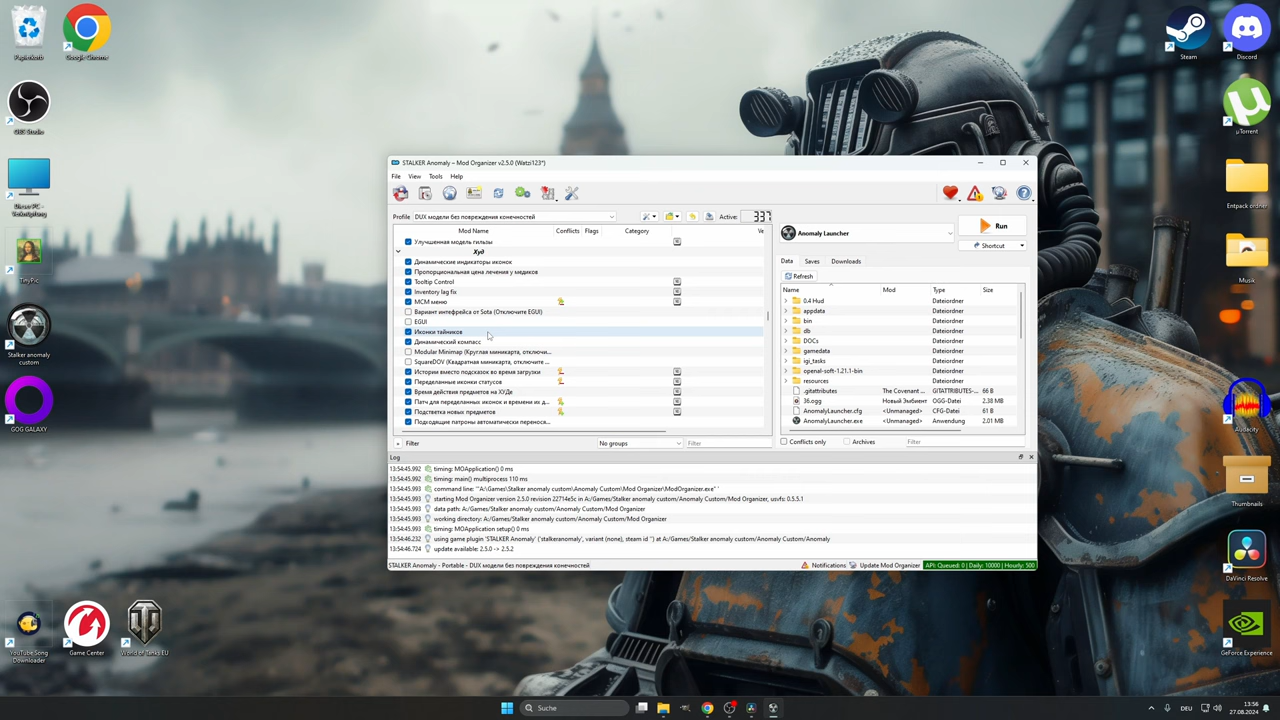 Papierkorb
Google Chrome
OBS Studio
Dieser PC -
Verknüpfung
TinyPic
Stalker anomaly
custom
GOG GALAXY
YouTube Song
Downloader
Game Center
World of Tanks EU
Steam
Discord
µTorrent
Entpack ordner
Musik
Audacity
Thumbnails
DaVinci Resolve
GeForce Experience
STALKER Anomaly – Mod Organizer v2.5.0 (Watzi123*)
File View Tools Help
Profile DUX модели без повреждения конечностей
Active: 337
Mod Name Conflicts Flags Category Ve
Улучшенная модель гильзы
Худ
Динамические индикаторы иконок
Пропорциональная цена лечения у медиков
Tooltip Control
Inventory lag fix
MCM меню
Вариант интефрейса от Sota (Отключите EGUI)
EGUI
Иконки тайников
Динамический компас
Modular Minimap (Круглая миникарта, отключи...
SquareDOV (Квадратная миникарта, отключите ...
Истории вместо подсказок во время загрузки
Переделанные иконки статусов
Время действия предметов на ХУДе
Патч для переделанных иконок и времени их д...
Подсветка новых предметов
Подходящие патроны автоматически переноса...
Filter No groups Filter
Anomaly Launcher
Run
Shortcut
Data Saves Downloads
Refresh
Name Mod Type Size
0.4 Hud Dateiordner
appdata Dateiordner
bin Dateiordner
db Dateiordner
DOCs Dateiordner
gamedata Dateiordner
igi_tasks Dateiordner
openal-soft-1.21.1-bin Dateiordner
resources Dateiordner
.gitattributes The Covenant ... GITATTRIBUTES-... 66 B
36.ogg Новый Эмбиент OGG-Datei 2.38 MB
AnomalyLauncher.cfg <Unmanaged> CFG-Datei 61 B
AnomalyLauncher.exe <Unmanaged> Anwendung 2.01 MB
Conflicts only Archives Filter
Log
13:54:45.992 timing: MOApplication() 0 ms
13:54:45.992 timing: main() multiprocess 110 ms
13:54:45.993 command line: '"A:\Games\Stalker anomaly custom\Anomaly Custom\Mod Organizer\ModOrganizer.exe" '
13:54:45.993 starting Mod Organizer version 2.5.0 revision 22714e5c in A:/Games/Stalker anomaly custom/Anomaly Custom/Mod Organizer, usvfs: 0.5.5.1
13:54:45.993 data path: A:/Games/Stalker anomaly custom/Anomaly Custom/Mod Organizer
13:54:45.993 working directory: A:/Games/Stalker anomaly custom/Anomaly Custom/Mod Organizer
13:54:45.993 timing: MOApplication setup() 0 ms
13:54:46.232 using game plugin 'STALKER Anomaly' ('stalkeranomaly', variant (none), steam id '') at A:/Games/Stalker anomaly custom/Anomaly Custom/Anomaly
13:54:46.724 update available: 2.5.0 -> 2.5.2
STALKER Anomaly - Portable - DUX модели без повреждения конечностей
Notifications Update Mod Organizer API: Queued: 0 | Daily: 10000 | Hourly: 500
Suche
DEU
13:56
27.08.2024